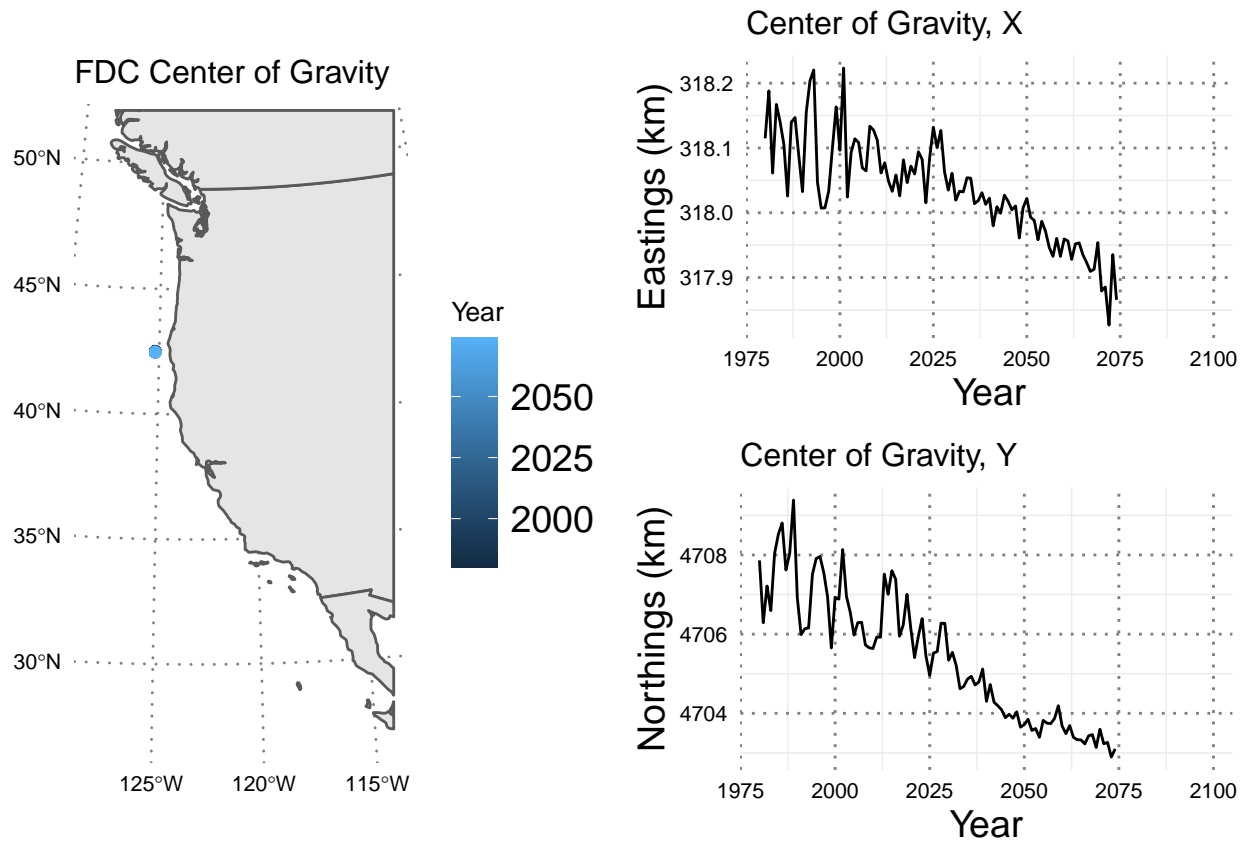 FDC Center of Gravity
50°N
45°N
40°N
35°N
30°N
125°W 120°W 115°W
Year
2050
2025
2000
Center of Gravity, X
Eastings (km)
318.2
318.1
318.0
317.9
1975 2000 2025 2050 2075 2100
Year
Center of Gravity, Y
Northings (km)
4708
4706
4704
1975 2000 2025 2050 2075 2100
Year